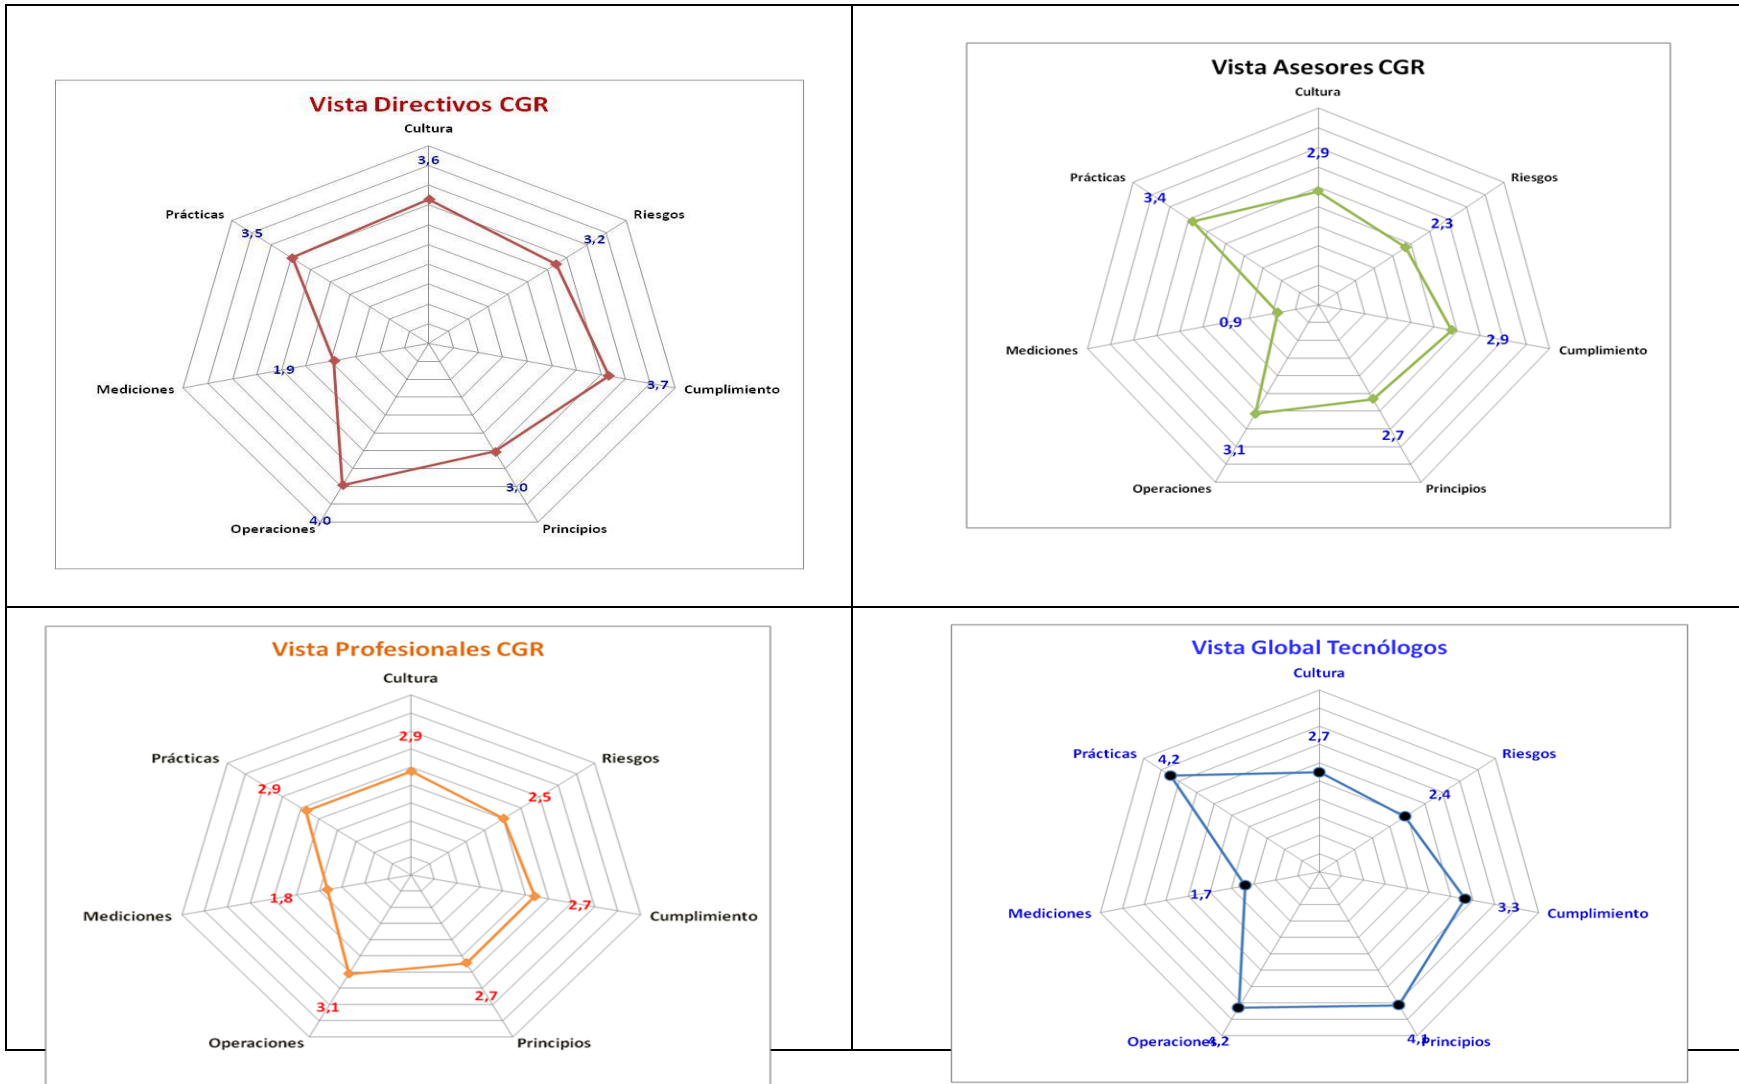 Vista Directivos CGR
Cultura
3,6
Riesgos
3,2
Prácticas
3,5
Mediciones
1,9
Cumplimiento
3,7
Operaciones
4,0
Principios
3,0
Vista Asesores CGR
Cultura
2,9
Riesgos
2,3
Prácticas
3,4
Mediciones
0,9
Cumplimiento
2,9
Operaciones
3,1
Principios
2,7
Vista Profesionales CGR
Cultura
2,9
Riesgos
2,5
Prácticas
2,9
Mediciones
1,8
Cumplimiento
2,7
Operaciones
3,1
Principios
2,7
Vista Global Tecnólogos
Cultura
2,7
Riesgos
2,4
Prácticas
4,2
Mediciones
1,7
Cumplimiento
3,3
Operaciones
4,2
Principios
4,1